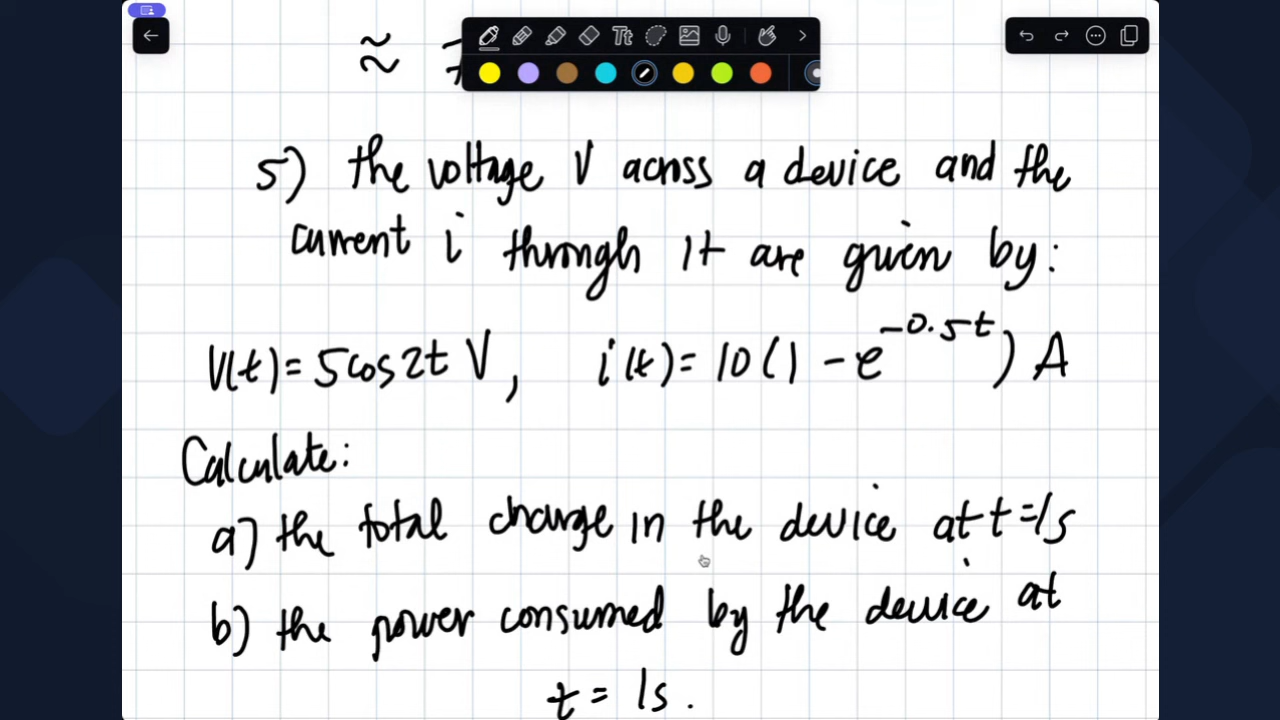 ≈
Tt
5) the voltage V across a device and the
current i through it are given by:
V(t) = 5cos2t V, i(t) = 10(1 - e^-0.5t) A
Calculate:
a) the total charge in the device at t = 1s
b) the power consumed by the device at
t = 1s.